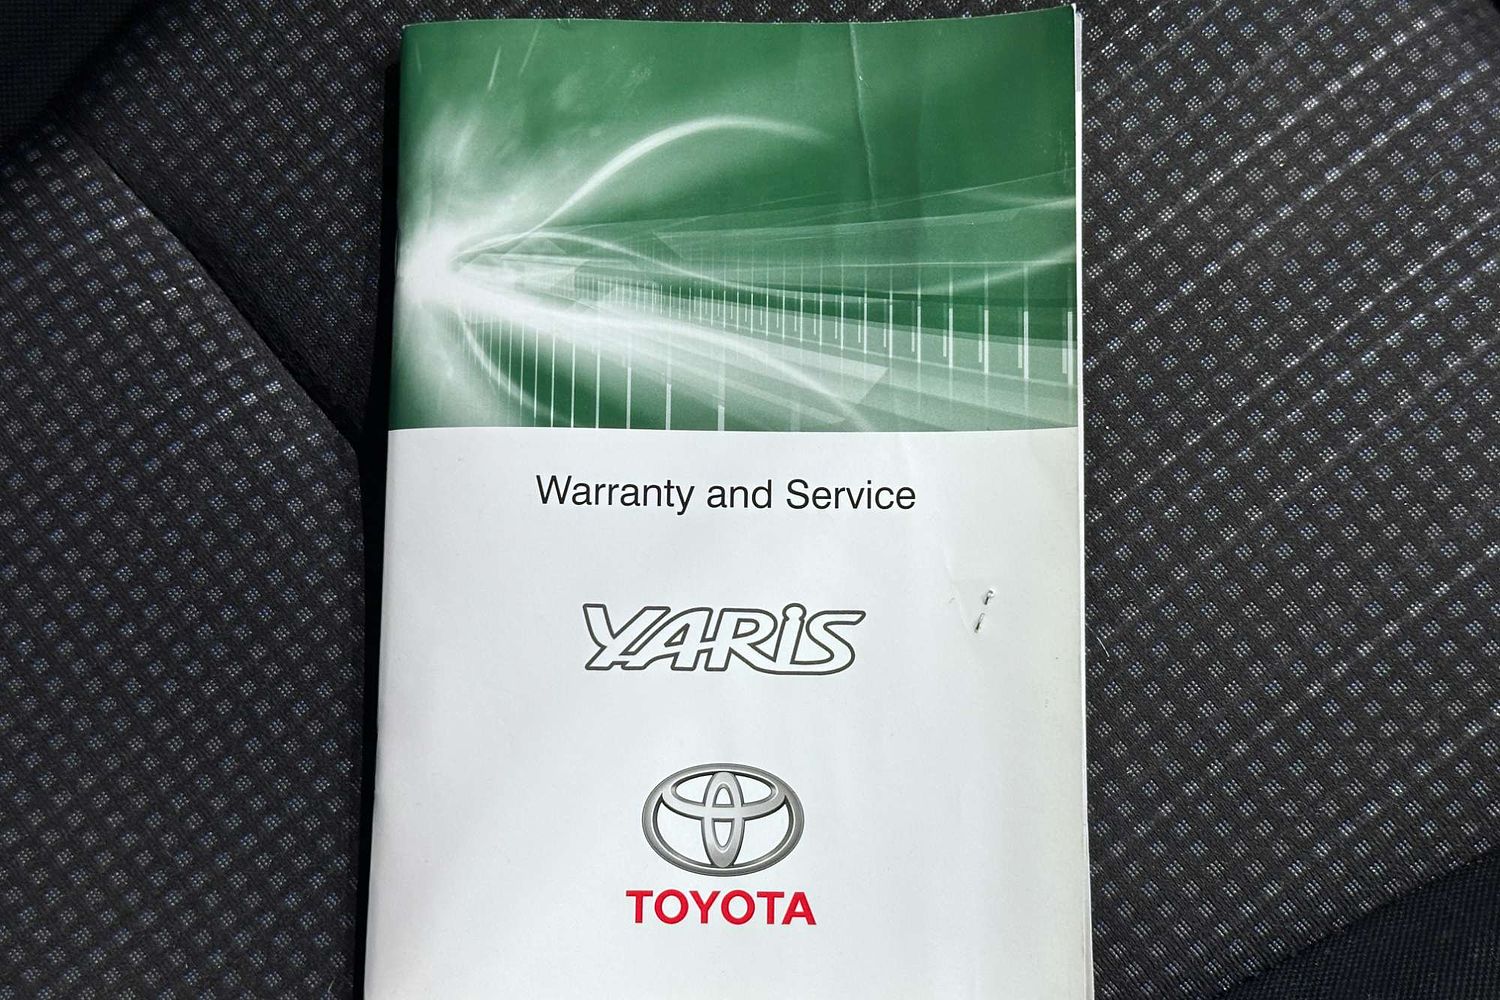 Warranty and Service
YARiS
TOYOTA